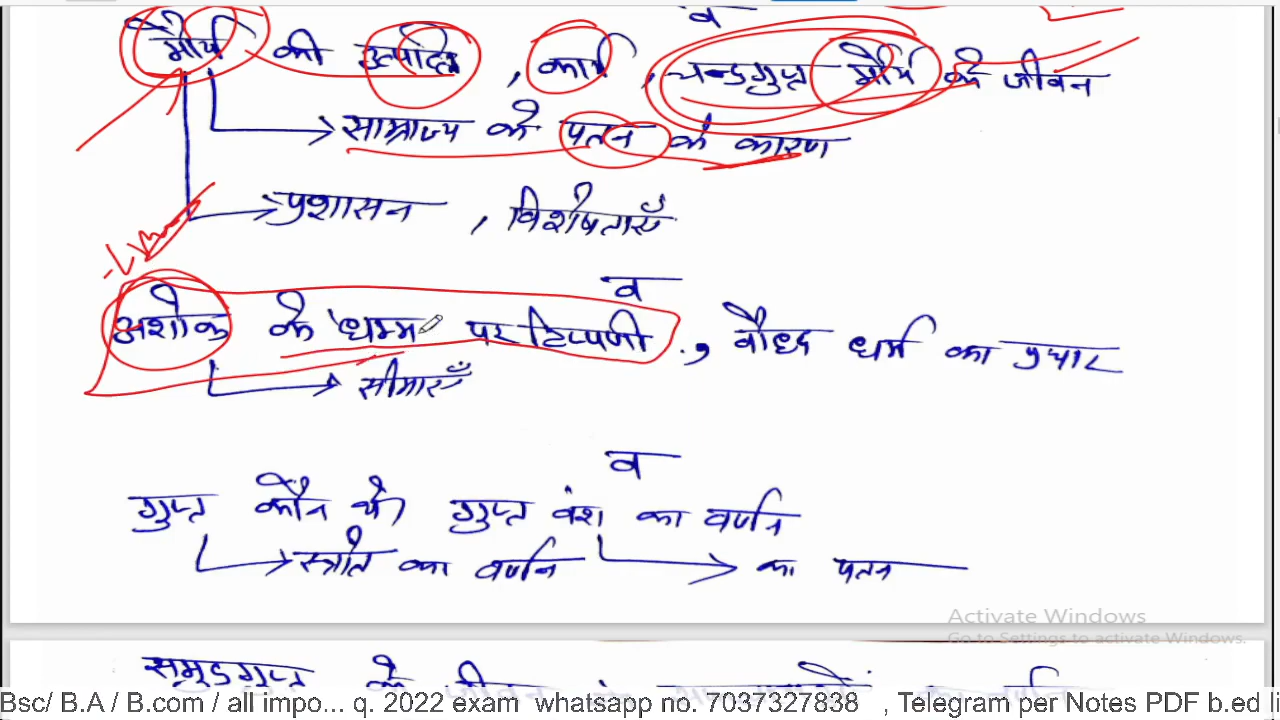 व
मौर्य की उत्पत्ति , कार्य , चन्द्रगुप्त मौर्य के जीवन
साम्राज्य के पतन के कारण
प्रशासन , विशेषताएँ
व
अशोक के 'धम्म' पर टिप्पणी , बौध्द धर्म का प्रचार
सीमाएँ
व
गुप्त कौन थे गुप्त वंश का वर्णन
स्त्रोत का वर्णन का पतन
Activate Windows
Go to Settings to activate Windows.
समुद्रगुप्त के
Bsc/ B.A / B.com / all impo... q. 2022 exam whatsapp no. 7037327838 , Telegram per Notes PDF b.ed